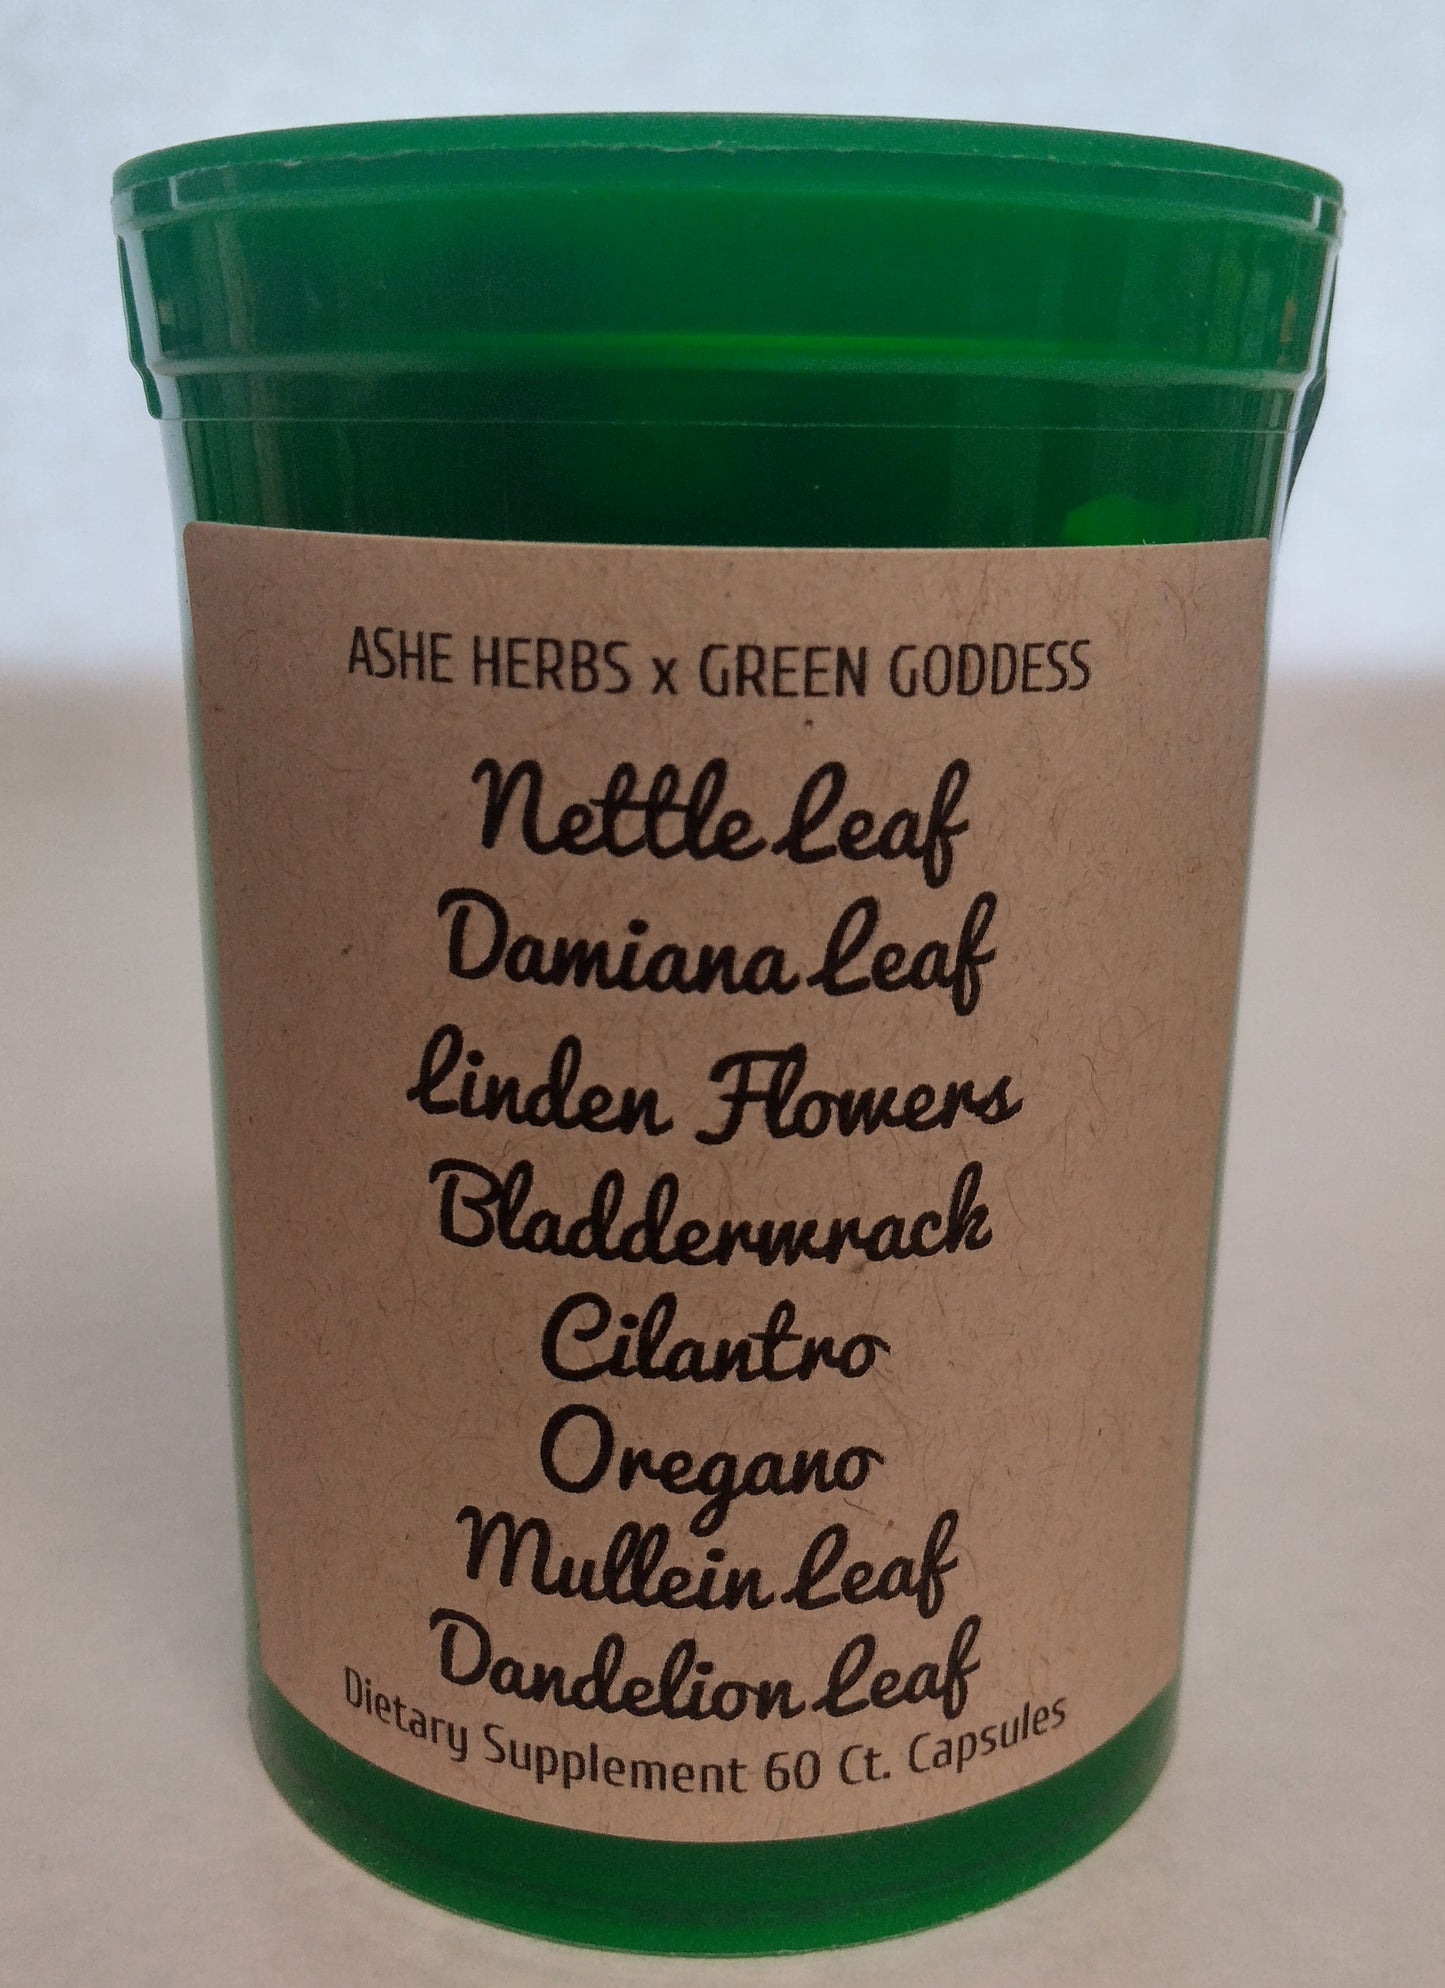 ASHE HERBS x GREEN GODDESS
Nettle Leaf
Damiana Leaf
Linden Flowers
Bladderwrack
Cilantro
Oregano
Mullein Leaf
Dandelion Leaf
Dietary Supplement 60 Ct. Capsules